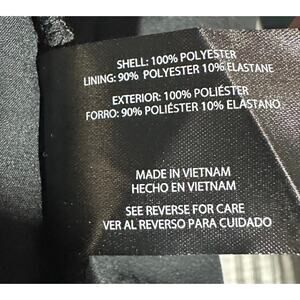 SHELL: 100% POLYESTER
LINING: 90% POLYESTER 10% ELASTANE
EXTERIOR: 100% POLIÉSTER
FORRO: 90% POLIÉSTER 10% ELASTANO
MADE IN VIETNAM
HECHO EN VIETNAM
SEE REVERSE FOR CARE
VER AL REVERSO PARA CUIDADO